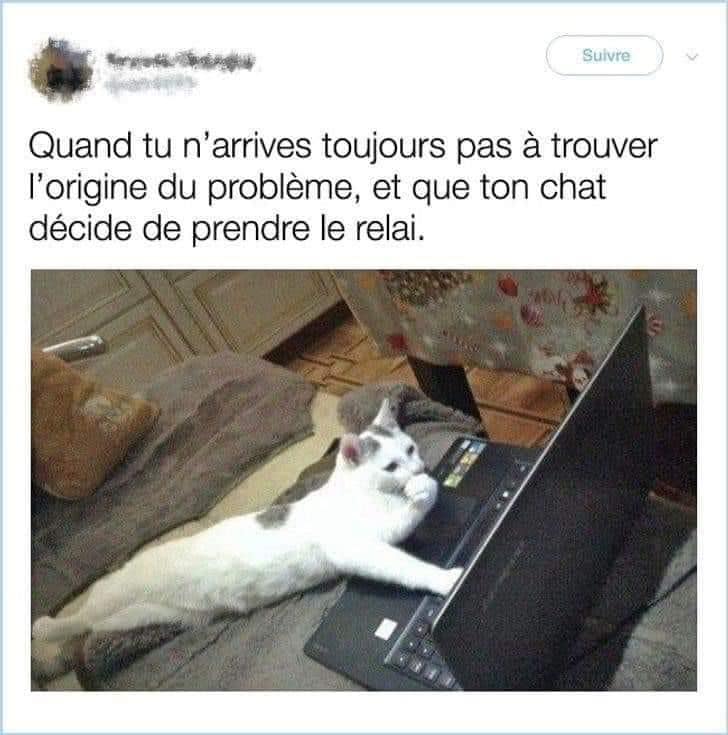 Suivre
Quand tu n’arrives toujours pas à trouver
l’origine du problème, et que ton chat
décide de prendre le relai.